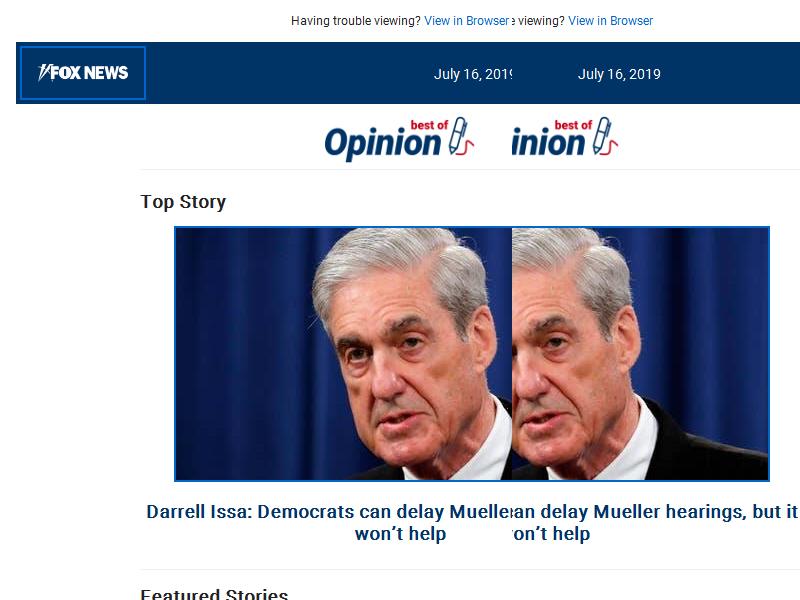 Having trouble viewing? View in Browser e viewing? View in Browser
FOX NEWS July 16, 2019 July 16, 2019
best of best of
Opinion inion
Top Story
Darrell Issa: Democrats can delay Muelle an delay Mueller hearings, but it
won't help on't help
Featured Stories